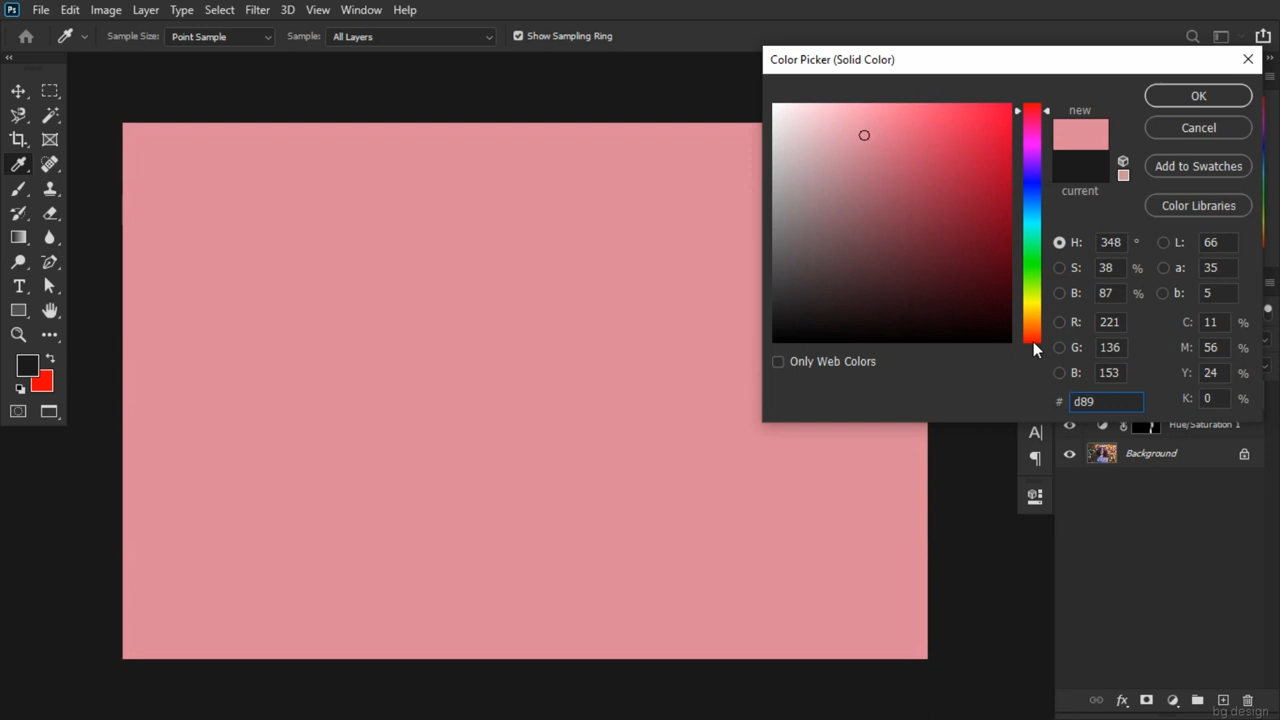 Ps File Edit Image Layer Type Select Filter 3D View Window Help
Sample Size: Point Sample Sample: All Layers Show Sampling Ring
Color Picker (Solid Color)
new
current
OK
Cancel
Add to Swatches
Color Libraries
H: 348 ° L: 66
S: 38 % a: 35
B: 87 % b: 5
R: 221 C: 11 %
G: 136 M: 56 %
B: 153 Y: 24 %
# d89 K: 0 %
Only Web Colors
Hue/Saturation 1
Background
bg design